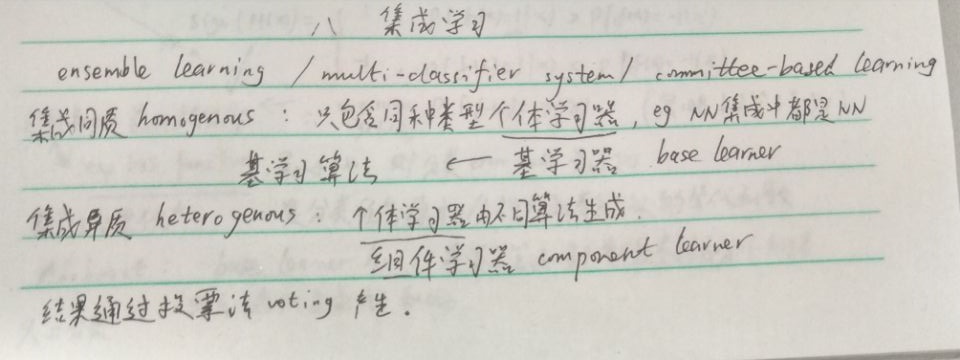 八 集成学习
ensemble learning / multi-classifier system / committee-based learning
集成同质 homogenous : 只包含同种类型个体学习器, eg NN集成中都是NN
基学习算法 ← 基学习器 base learner
集成异质 heterogenous : 个体学习器由不同算法生成.
组件学习器 component learner
结果通过投票法 voting 产生.